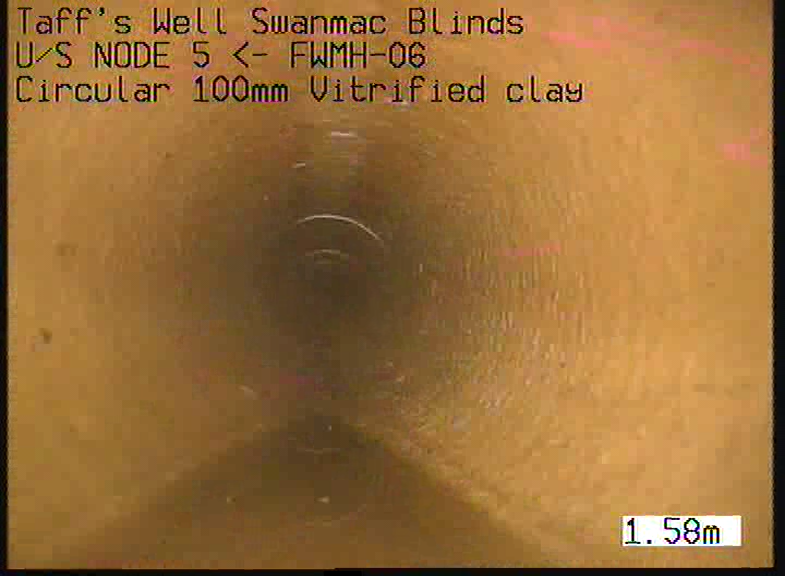 Taff's Well Swanmac Blinds
U/S NODE 5 <- FWMH-06
Circular 100mm Vitrified clay
1.58m